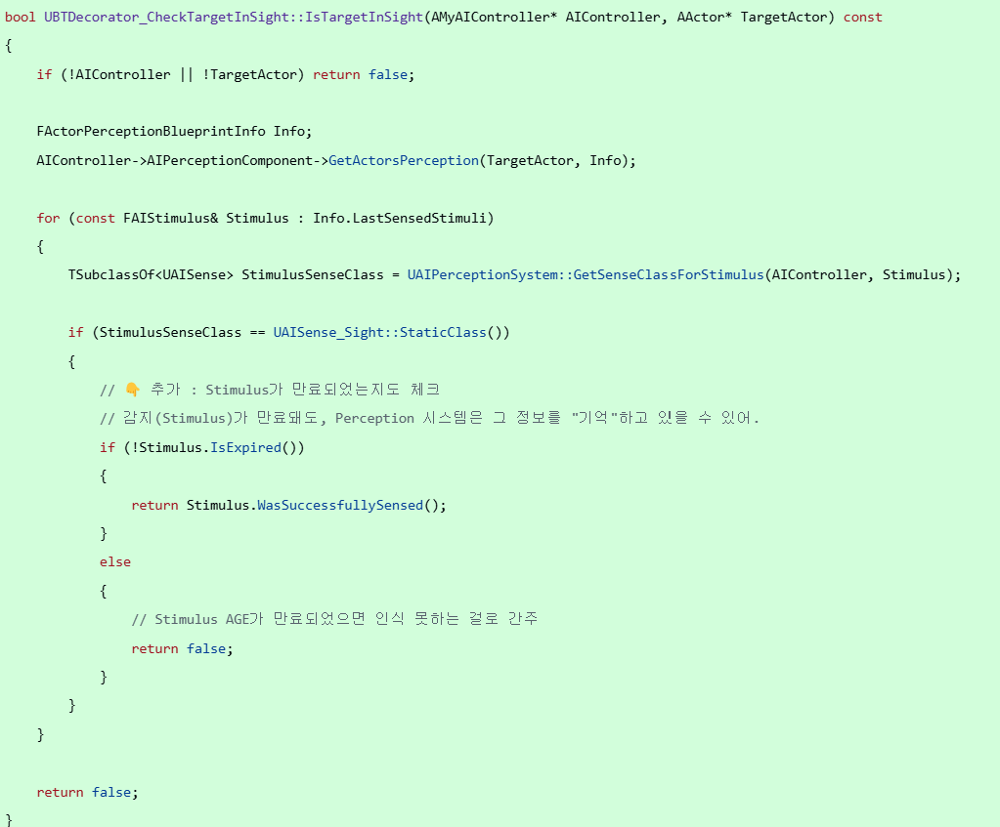 bool UBTDecorator_CheckTargetInSight::IsTargetInSight(AMyAIController* AIController, AActor* TargetActor) const
{
    if (!AIController || !TargetActor) return false;

    FActorPerceptionBlueprintInfo Info;
    AIController->AIPerceptionComponent->GetActorsPerception(TargetActor, Info);

    for (const FAIStimulus& Stimulus : Info.LastSensedStimuli)
    {
        TSubclassOf<UAISense> StimulusSenseClass = UAIPerceptionSystem::GetSenseClassForStimulus(AIController, Stimulus);

        if (StimulusSenseClass == UAISense_Sight::StaticClass())
        {
            // 👇 추가 : Stimulus가 만료되었는지도 체크
            // 감지(Stimulus)가 만료돼도, Perception 시스템은 그 정보를 "기억"하고 있을 수 있어.
            if (!Stimulus.IsExpired())
            {
                return Stimulus.WasSuccessfullySensed();
            }
            else
            {
                // Stimulus AGE가 만료되었으면 인식 못하는 걸로 간주
                return false;
            }
        }
    }

    return false;
}